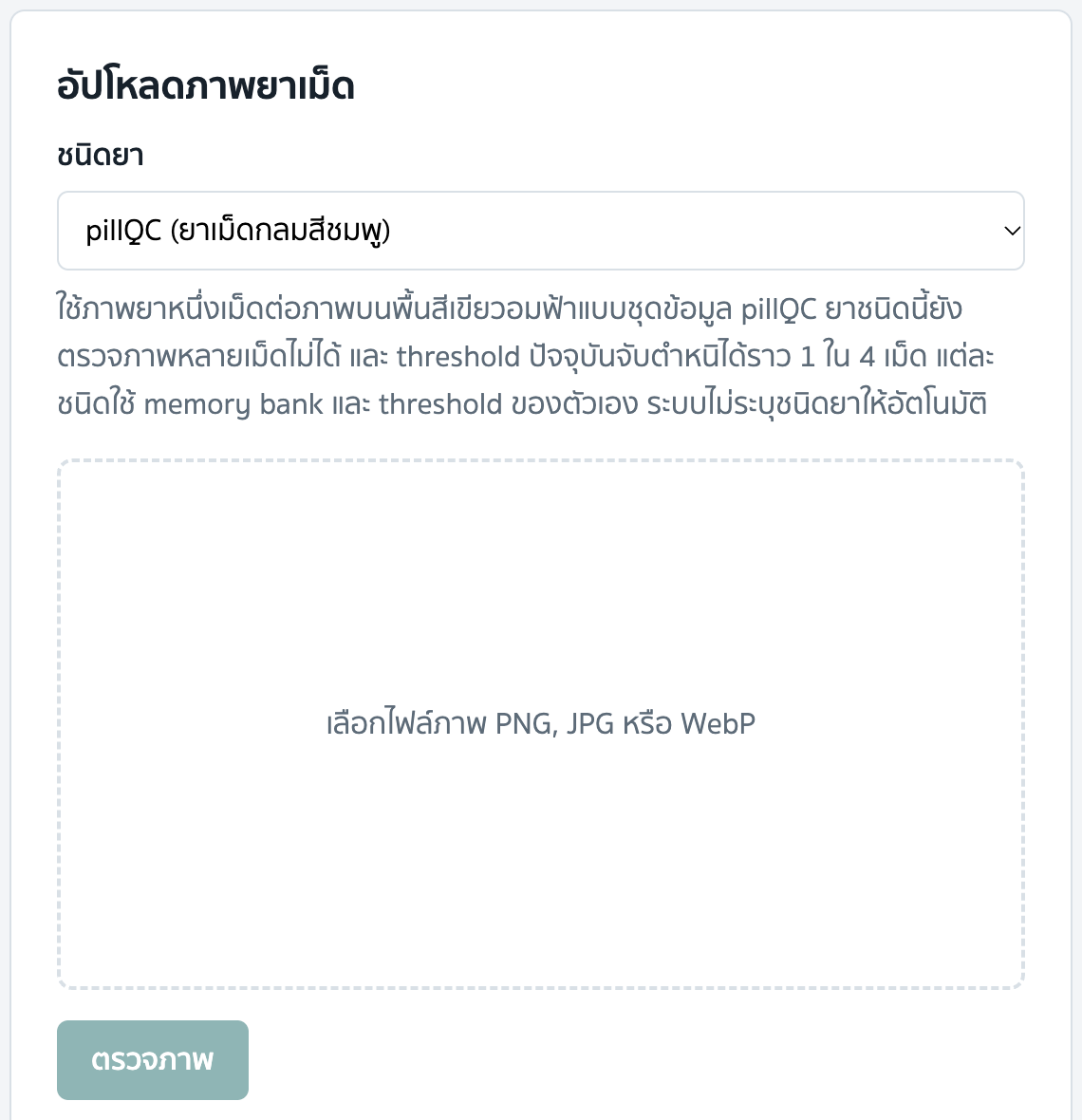 อัปโหลดภาพยาเม็ด
ชนิดยา
pillQC (ยาเม็ดกลมสีชมพู)
ใช้ภาพยาหนึ่งเม็ดต่อภาพบนพื้นสีเขียวอมฟ้าแบบชุดข้อมูล pillQC ยาชนิดนี้ยัง
ตรวจภาพหลายเม็ดไม่ได้ และ threshold ปัจจุบันจับตำหนิได้ราว 1 ใน 4 เม็ด แต่ละ
ชนิดใช้ memory bank และ threshold ของตัวเอง ระบบไม่ระบุชนิดยาให้อัตโนมัติ
เลือกไฟล์ภาพ PNG, JPG หรือ WebP
ตรวจภาพ